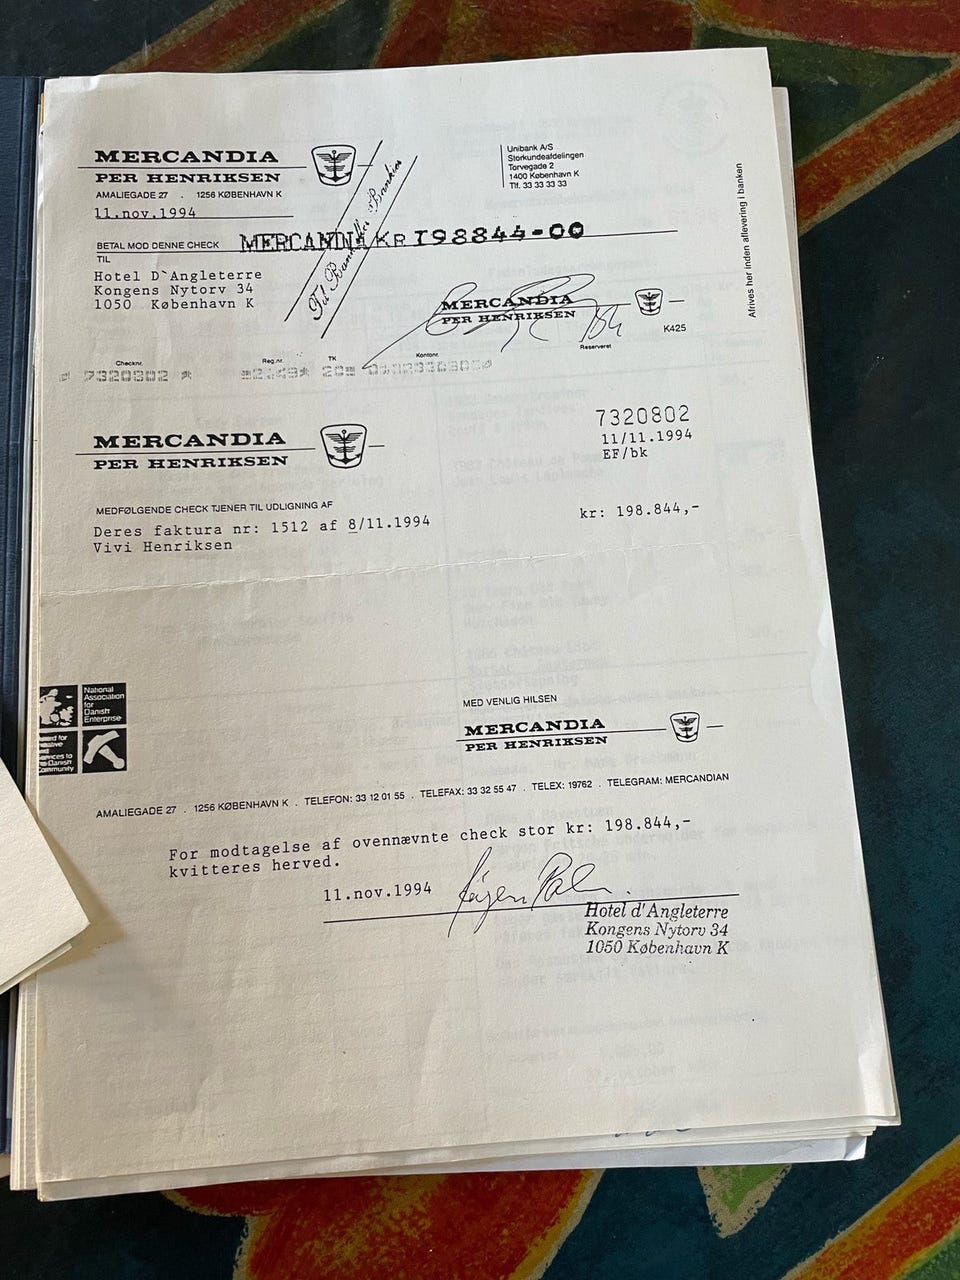 MERCANDIA
PER HENRIKSEN
AMALIEGADE 27 . 1256 KØBENHAVN K
11.nov.1994
Unibank A/S
Storkundeafdelingen
Torvegade 2
1400 København K
Tlf. 33 33 33 33
Afrives her inden aflevering i banken
BETAL MOD DENNE CHECK MERCANDIA KR 198844-00
TIL
Hotel D`Angleterre
Kongens Nytorv 34
1050 København K
MERCANDIA
PER HENRIKSEN
K425
Reserveret
Checknr. Reg.nr. TK Kontonr.
7320802
MERCANDIA
PER HENRIKSEN
7320802
11/11.1994
EF/bk
MEDFØLGENDE CHECK TJENER TIL UDLIGNING AF
Deres faktura nr: 1512 af 8/11.1994 kr: 198.844,-
Vivi Henriksen
National
Association
for
Danish
Enterprise
MED VENLIG HILSEN
MERCANDIA
PER HENRIKSEN
AMALIEGADE 27 . 1256 KØBENHAVN K . TELEFON: 33 12 01 55 . TELEFAX: 33 32 55 47 . TELEX: 19762 . TELEGRAM: MERCANDIAN
For modtagelse af ovennævnte check stor kr: 198.844,-
kvitteres herved.
11.nov.1994
Hotel d'Angleterre
Kongens Nytorv 34
1050 København K